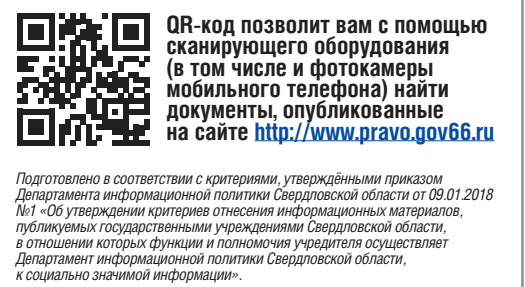 QR-код позволит вам с помощью
сканирующего оборудования
(в том числе и фотокамеры
мобильного телефона) найти
документы, опубликованные
на сайте http://www.pravo.gov66.ru
Подготовлено в соответствии с критериями, утверждёнными приказом
Департамента информационной политики Свердловской области от 09.01.2018
№1 «Об утверждении критериев отнесения информационных материалов,
публикуемых государственными учреждениями Свердловской области,
в отношении которых функции и полномочия учредителя осуществляет
Департамент информационной политики Свердловской области,
к социально значимой информации».